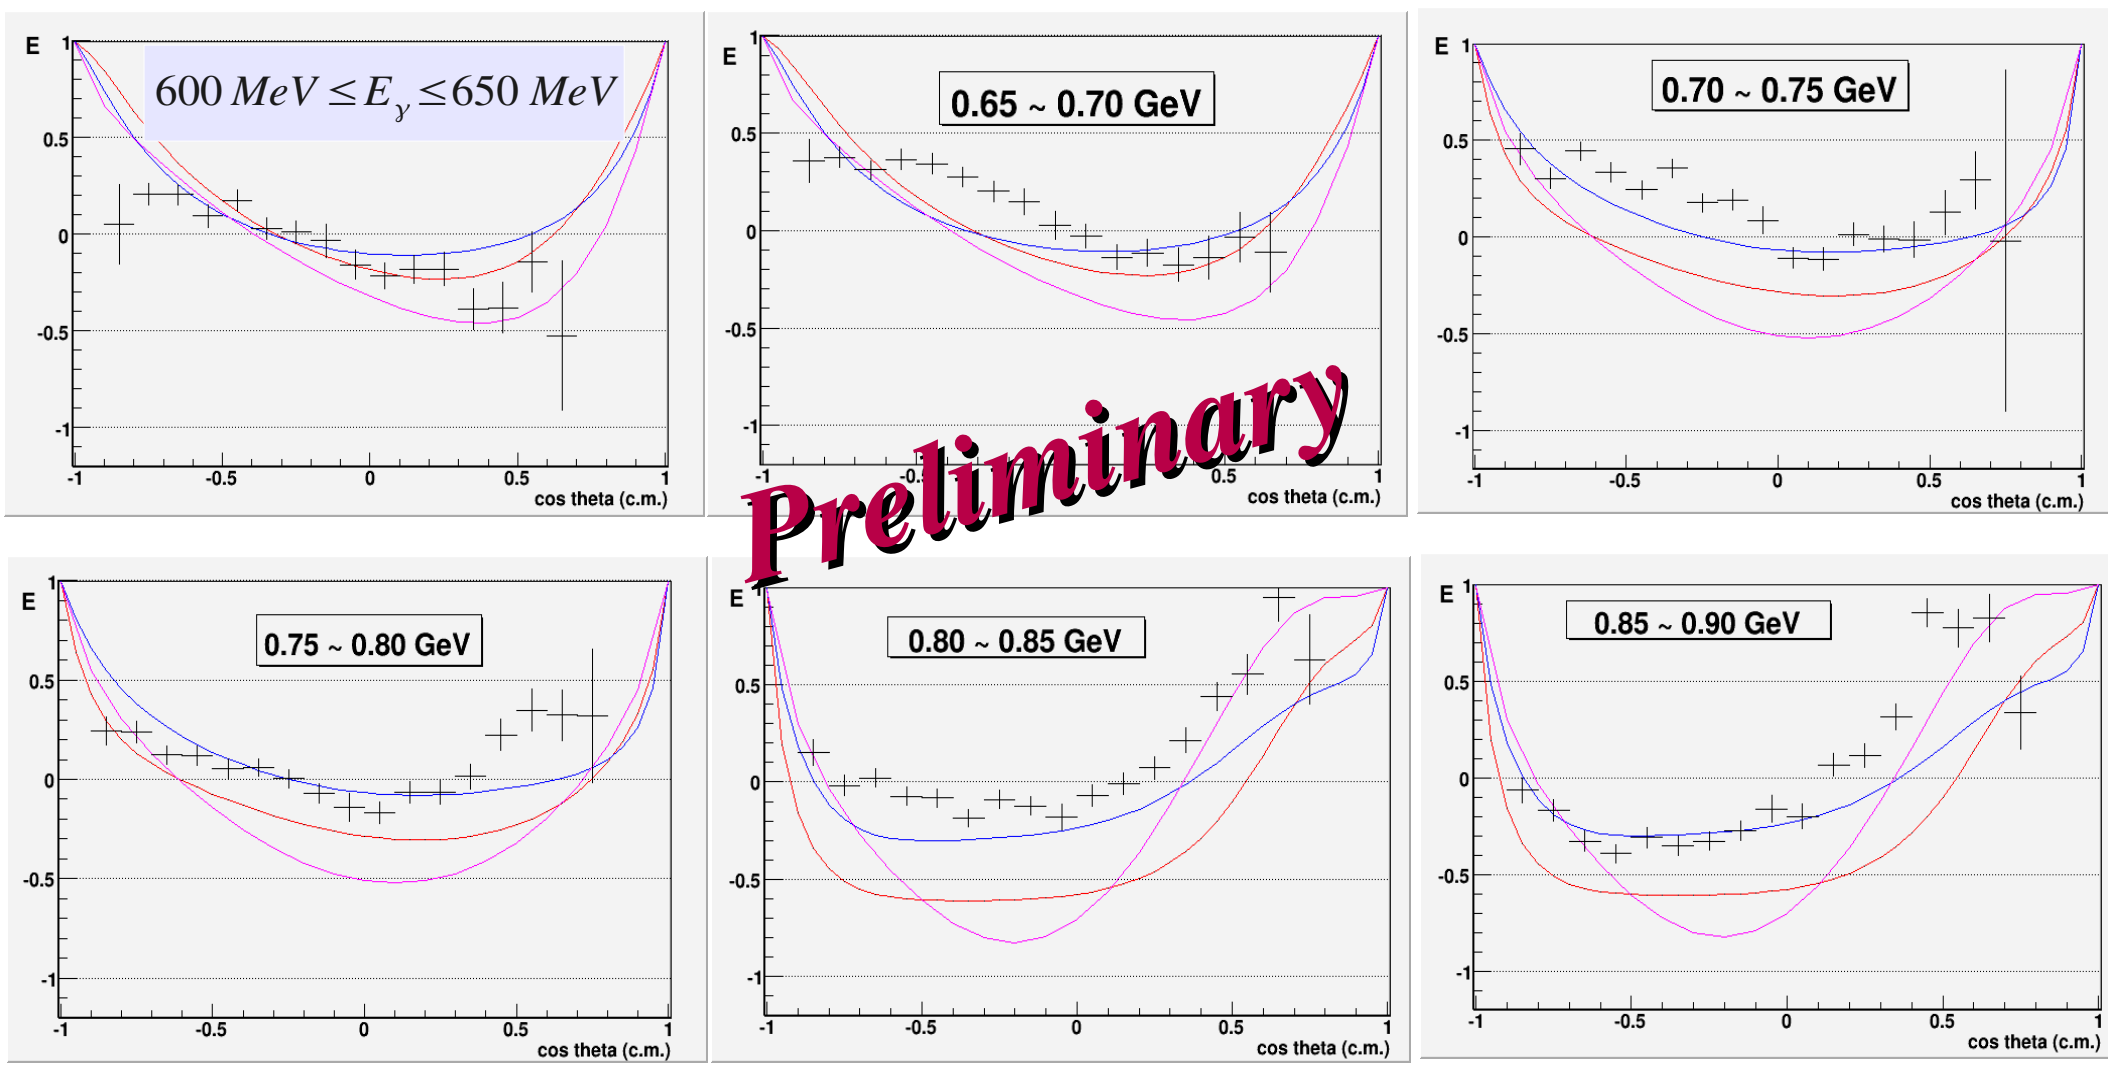 E
1
0.5
0
-0.5
-1
600 MeV ≤ Eγ ≤ 650 MeV
-1 -0.5 0 0.5 1
cos theta (c.m.)
E
1
0.5
0
-0.5
-1
0.65 ~ 0.70 GeV
-1 -0.5 0.5 1
cos theta (c.m.)
E
1
0.5
0
-0.5
-1
0.70 ~ 0.75 GeV
-1 -0.5 0 0.5 1
cos theta (c.m.)
Preliminary
E
1
0.5
0
-0.5
-1
0.75 ~ 0.80 GeV
-1 -0.5 0 0.5 1
cos theta (c.m.)
E
1
0.5
0
-0.5
-1
0.80 ~ 0.85 GeV
-1 -0.5 0 0.5 1
cos theta (c.m.)
E
1
0.5
0
-0.5
-1
0.85 ~ 0.90 GeV
-1 -0.5 0 0.5 1
cos theta (c.m.)